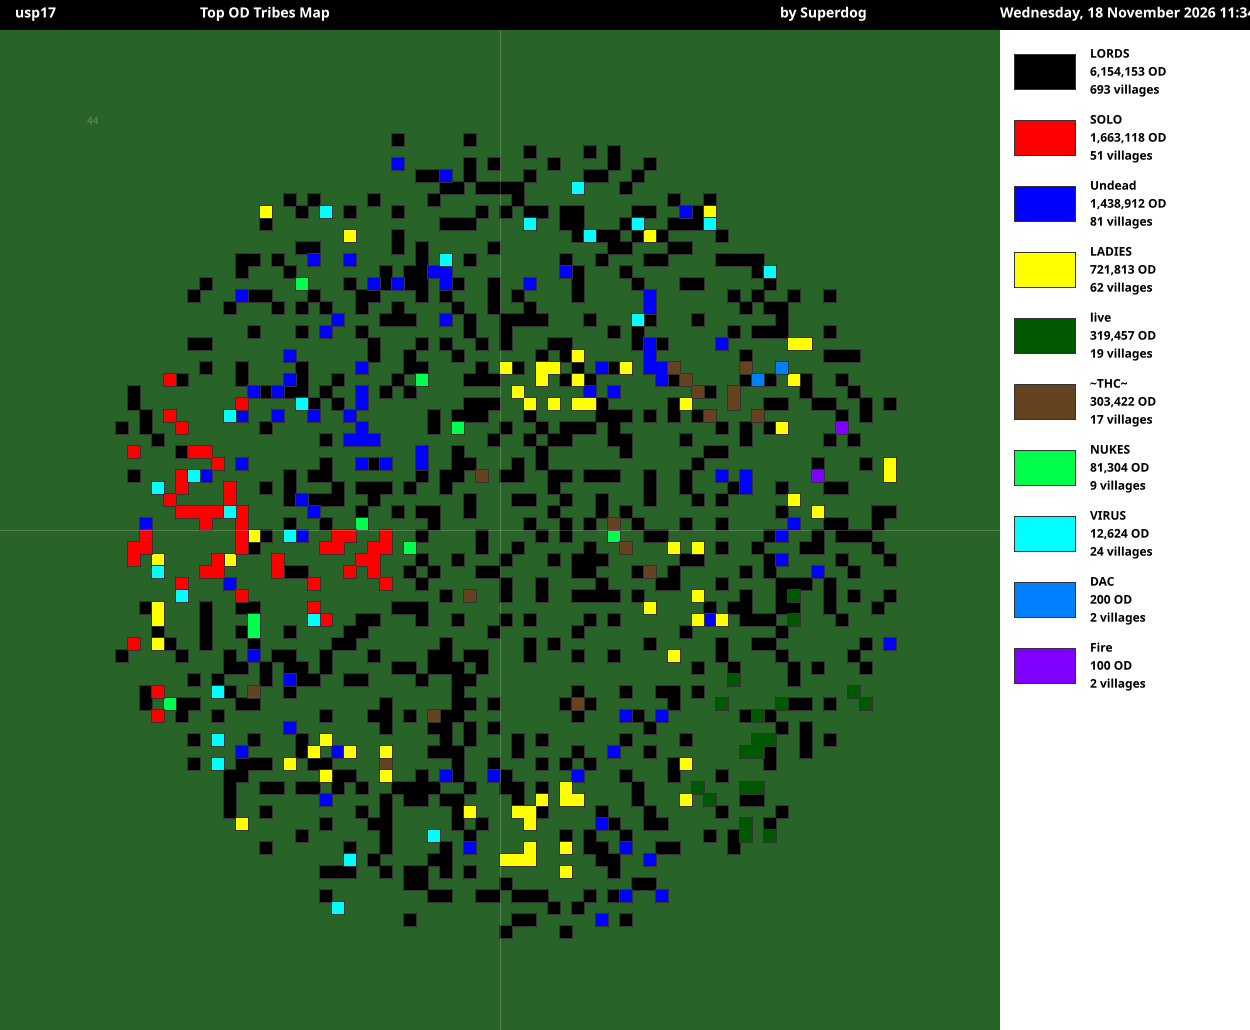 usp17 Top OD Tribes Map by Superdog Wednesday, 18 November 2026 11:34
44
LORDS
6,154,153 OD
693 villages
SOLO
1,663,118 OD
51 villages
Undead
1,438,912 OD
81 villages
LADIES
721,813 OD
62 villages
live
319,457 OD
19 villages
~THC~
303,422 OD
17 villages
NUKES
81,304 OD
9 villages
VIRUS
12,624 OD
24 villages
DAC
200 OD
2 villages
Fire
100 OD
2 villages